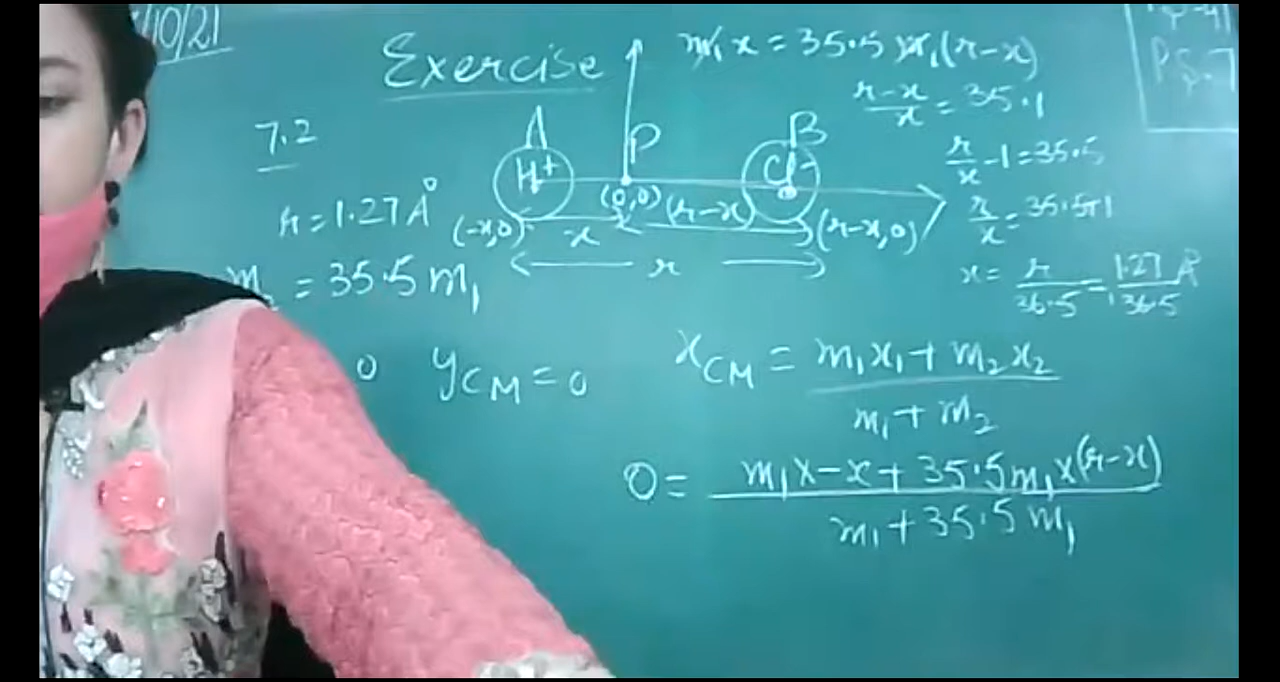 /10/21
Exercise
7.2
r = 1.27 Å
m₂ = 35.5 m₁
0 y_CM = 0
A
H⁺
P
B
Cl⁻
(-x,0)
(0,0)
(r-x)
(r-x,0)
x
r
m₁x = 35.5 m₁(r-x)
r-x/x = 35.1
r/x - 1 = 35.5
r/x = 35.5+1
x = r/36.5 = 1.27/36.5 Å
x_CM = m₁x₁ + m₂x₂ / m₁ + m₂
0 = m₁x-x + 35.5m₁x(r-x) / m₁ + 35.5 m₁